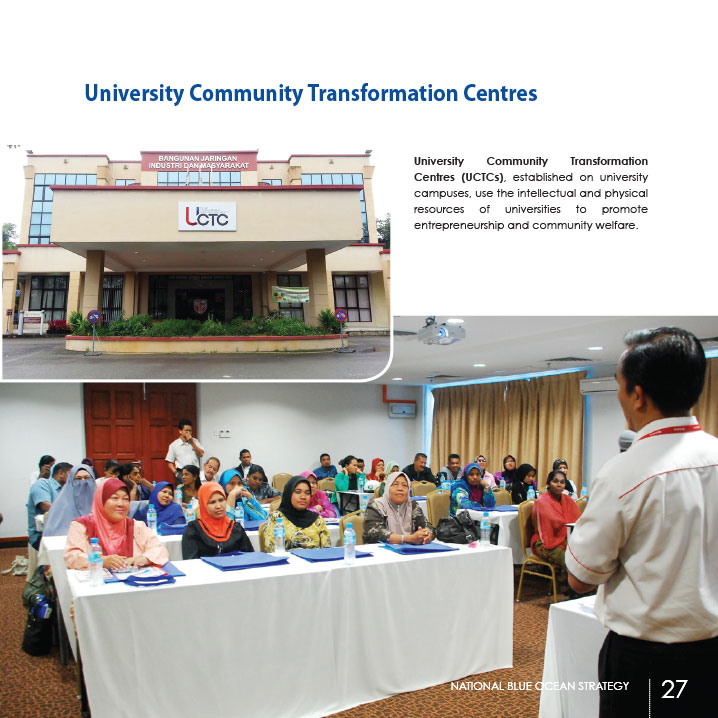 University Community Transformation Centres
BANGUNAN JARINGAN
INDUSTRI DAN MASYARAKAT
UCTC
University Community Transformation
Centres (UCTCs), established on university
campuses, use the intellectual and physical
resources of universities to promote
entrepreneurship and community welfare.
NATIONAL BLUE OCEAN STRATEGY
27